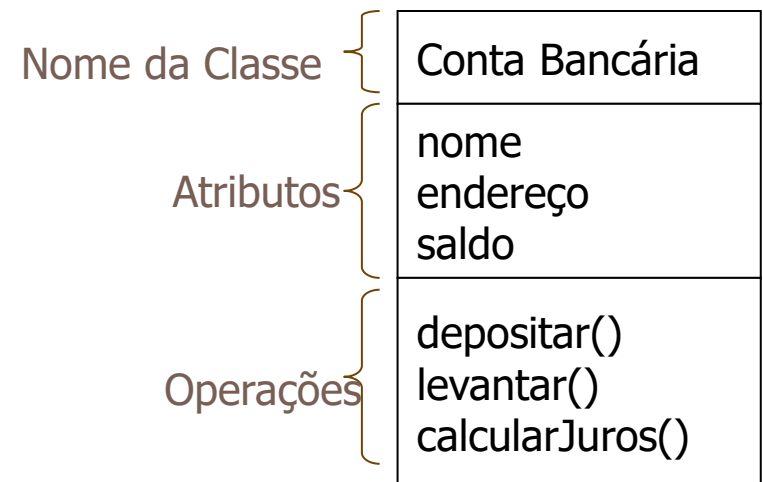 Nome da Classe
Conta Bancária
Atributos
nome
endereço
saldo
Operações
depositar()
levantar()
calcularJuros()